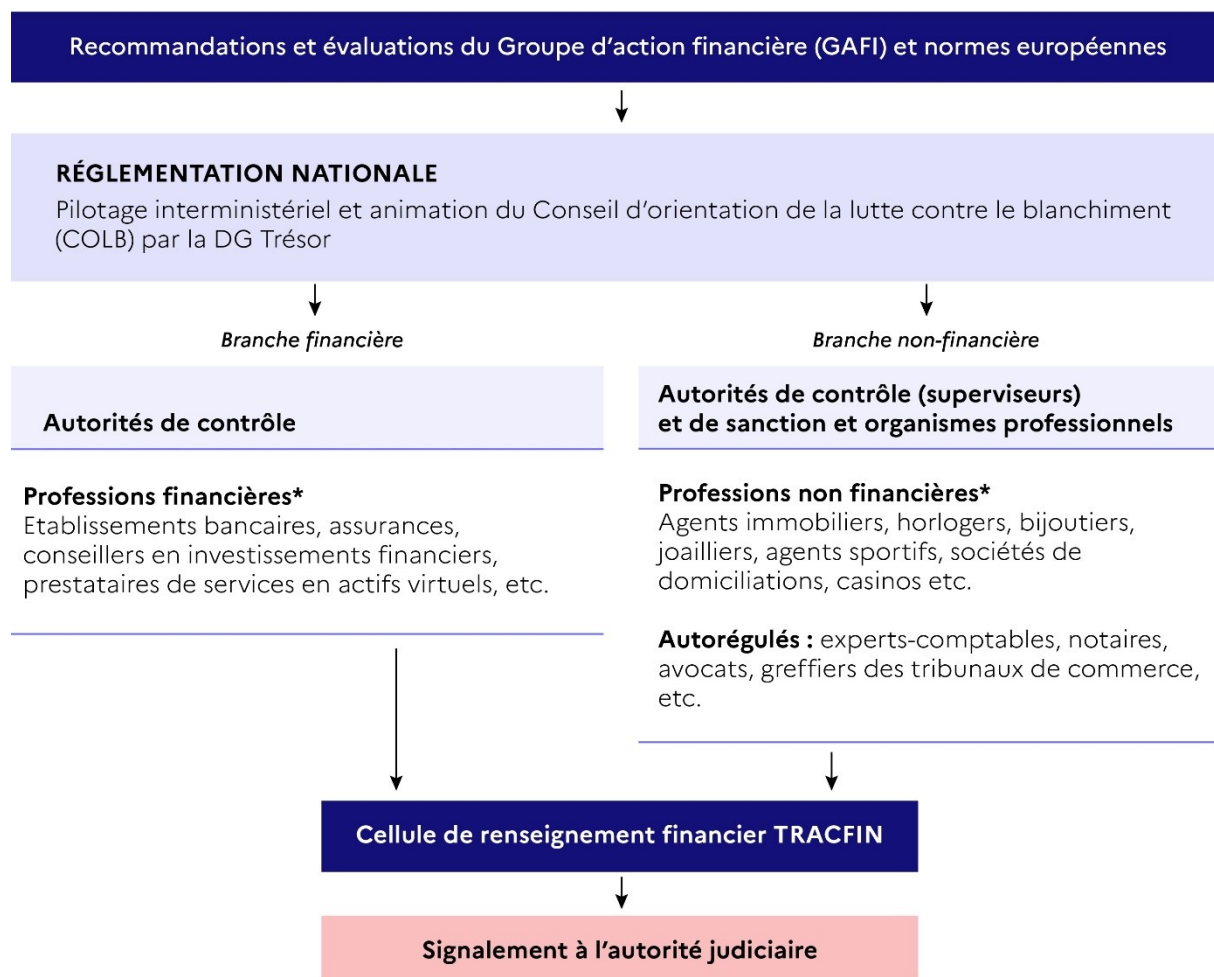 Recommandations et évaluations du Groupe d’action financière (GAFI) et normes européennes
RÉGLEMENTATION NATIONALE
Pilotage interministériel et animation du Conseil d’orientation de la lutte contre le blanchiment
(COLB) par la DG Trésor
Branche financière
Autorités de contrôle
Professions financières*
Etablissements bancaires, assurances,
conseillers en investissements financiers,
prestataires de services en actifs virtuels, etc.
Branche non-financière
Autorités de contrôle (superviseurs)
et de sanction et organismes professionnels
Professions non financières*
Agents immobiliers, horlogers, bijoutiers,
joailliers, agents sportifs, sociétés de
domiciliations, casinos etc.
Autorégulés : experts-comptables, notaires,
avocats, greffiers des tribunaux de commerce,
etc.
Cellule de renseignement financier TRACFIN
Signalement à l’autorité judiciaire